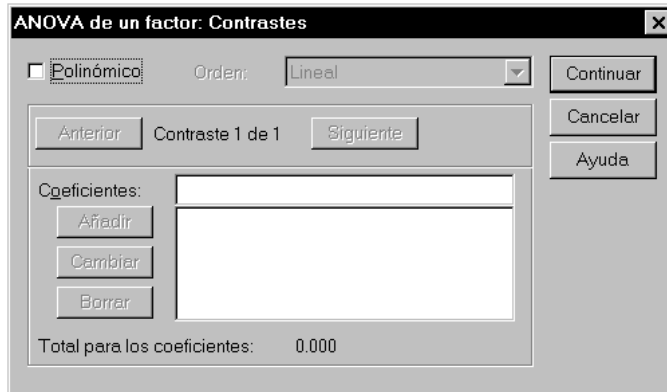 ANOVA de un factor: Contrastes
Polinómico Orden: Lineal Continuar
Anterior Contraste 1 de 1 Siguiente Cancelar
Ayuda
Coeficientes:
Añadir
Cambiar
Borrar
Total para los coeficientes: 0.000